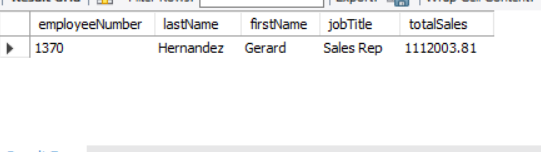 employeeNumber lastName firstName jobTitle totalSales
1370 Hernandez Gerard Sales Rep 1112003.81